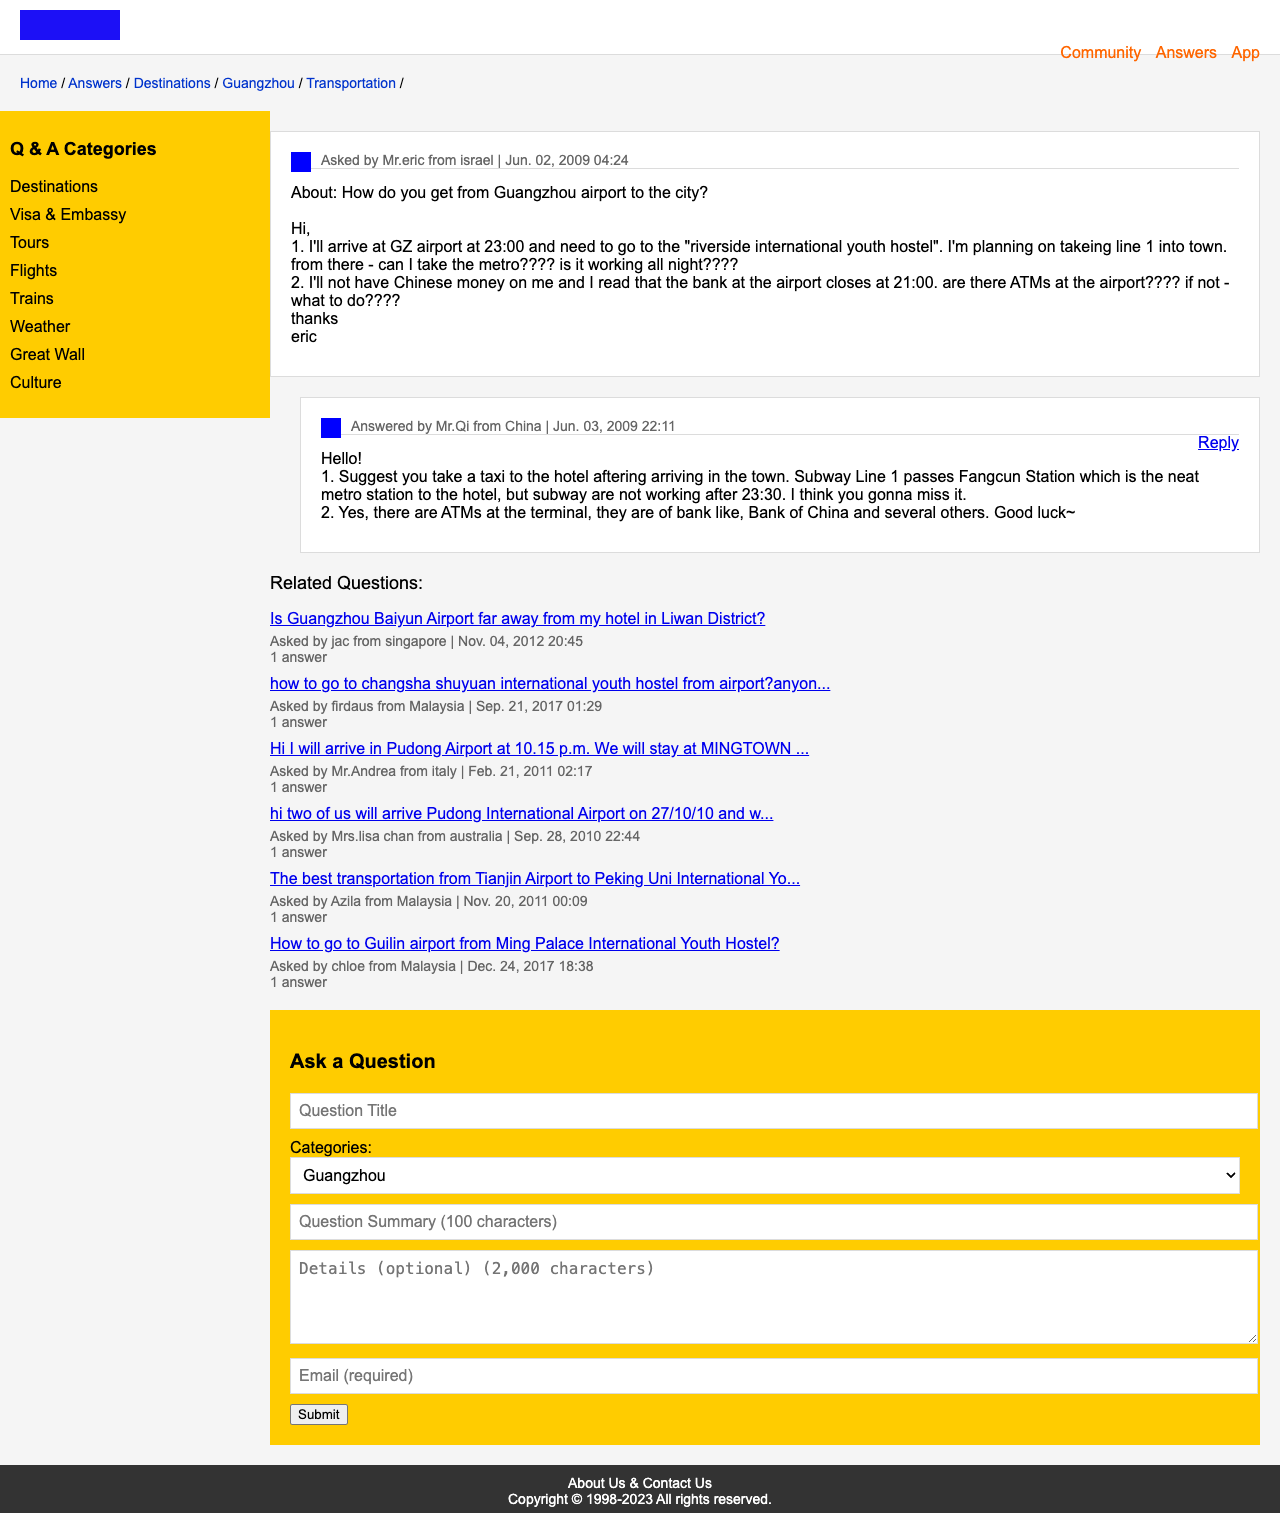 Community Answers App
Home / Answers / Destinations / Guangzhou / Transportation /
Q & A Categories
Destinations
Visa & Embassy
Tours
Flights
Trains
Weather
Great Wall
Culture
Asked by Mr.eric from israel | Jun. 02, 2009 04:24
About: How do you get from Guangzhou airport to the city?
Hi,
1. I'll arrive at GZ airport at 23:00 and need to go to the "riverside international youth hostel". I'm planning on takeing line 1 into town.
from there - can I take the metro???? is it working all night????
2. I'll not have Chinese money on me and I read that the bank at the airport closes at 21:00. are there ATMs at the airport???? if not -
what to do????
thanks
eric
Answered by Mr.Qi from China | Jun. 03, 2009 22:11
Reply
Hello!
1. Suggest you take a taxi to the hotel aftering arriving in the town. Subway Line 1 passes Fangcun Station which is the neat
metro station to the hotel, but subway are not working after 23:30. I think you gonna miss it.
2. Yes, there are ATMs at the terminal, they are of bank like, Bank of China and several others. Good luck~
Related Questions:
Is Guangzhou Baiyun Airport far away from my hotel in Liwan District?
Asked by jac from singapore | Nov. 04, 2012 20:45
1 answer
how to go to changsha shuyuan international youth hostel from airport?anyon...
Asked by firdaus from Malaysia | Sep. 21, 2017 01:29
1 answer
Hi I will arrive in Pudong Airport at 10.15 p.m. We will stay at MINGTOWN ...
Asked by Mr.Andrea from italy | Feb. 21, 2011 02:17
1 answer
hi two of us will arrive Pudong International Airport on 27/10/10 and w...
Asked by Mrs.lisa chan from australia | Sep. 28, 2010 22:44
1 answer
The best transportation from Tianjin Airport to Peking Uni International Yo...
Asked by Azila from Malaysia | Nov. 20, 2011 00:09
1 answer
How to go to Guilin airport from Ming Palace International Youth Hostel?
Asked by chloe from Malaysia | Dec. 24, 2017 18:38
1 answer
Ask a Question
Question Title
Categories:
Guangzhou
Question Summary (100 characters)
Details (optional) (2,000 characters)
Email (required)
Submit
About Us & Contact Us
Copyright © 1998-2023 All rights reserved.